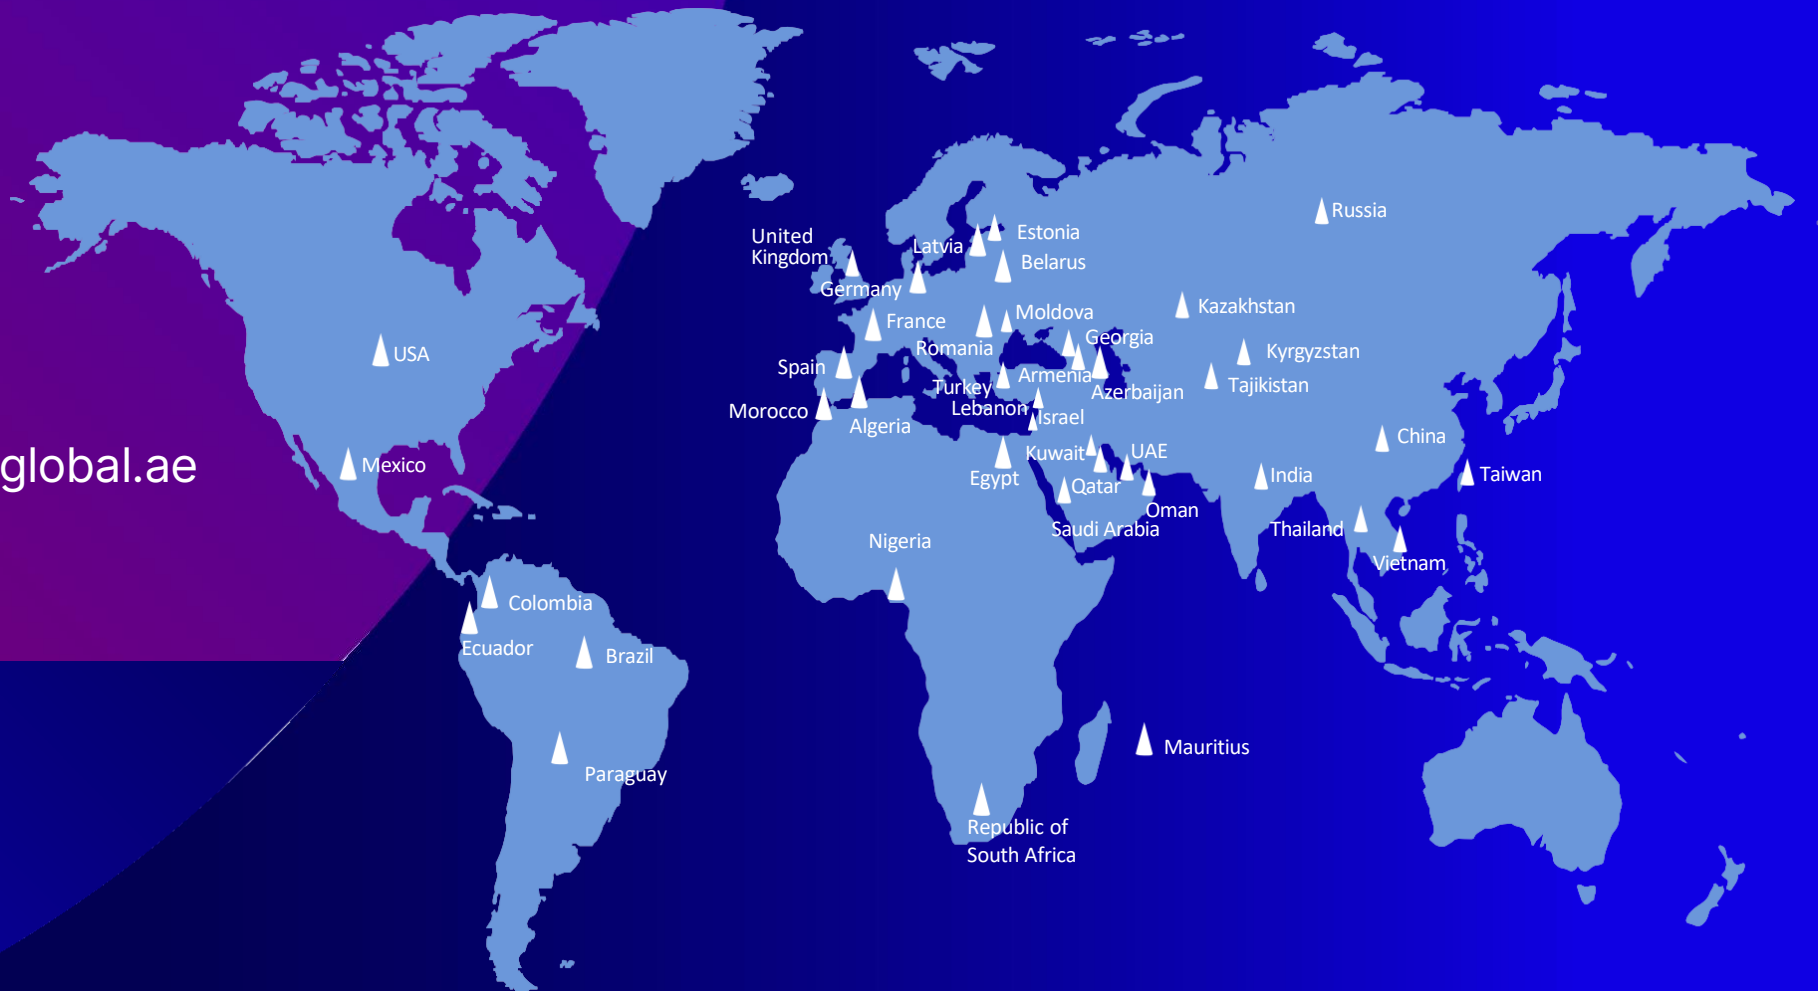 Russia
United
Kingdom
Latvia
Estonia
Belarus
Germany
Kazakhstan
Moldova
France
Georgia
Romania
USA
Kyrgyzstan
Spain
Armenia
Tajikistan
Turkey
Azerbaijan
Lebanon
Morocco
Israel
Algeria
China
Kuwait
UAE
global.ae
Mexico
Egypt
India
Taiwan
Qatar
Oman
Saudi Arabia
Thailand
Nigeria
Vietnam
Colombia
Ecuador
Brazil
Mauritius
Paraguay
Republic of
South Africa